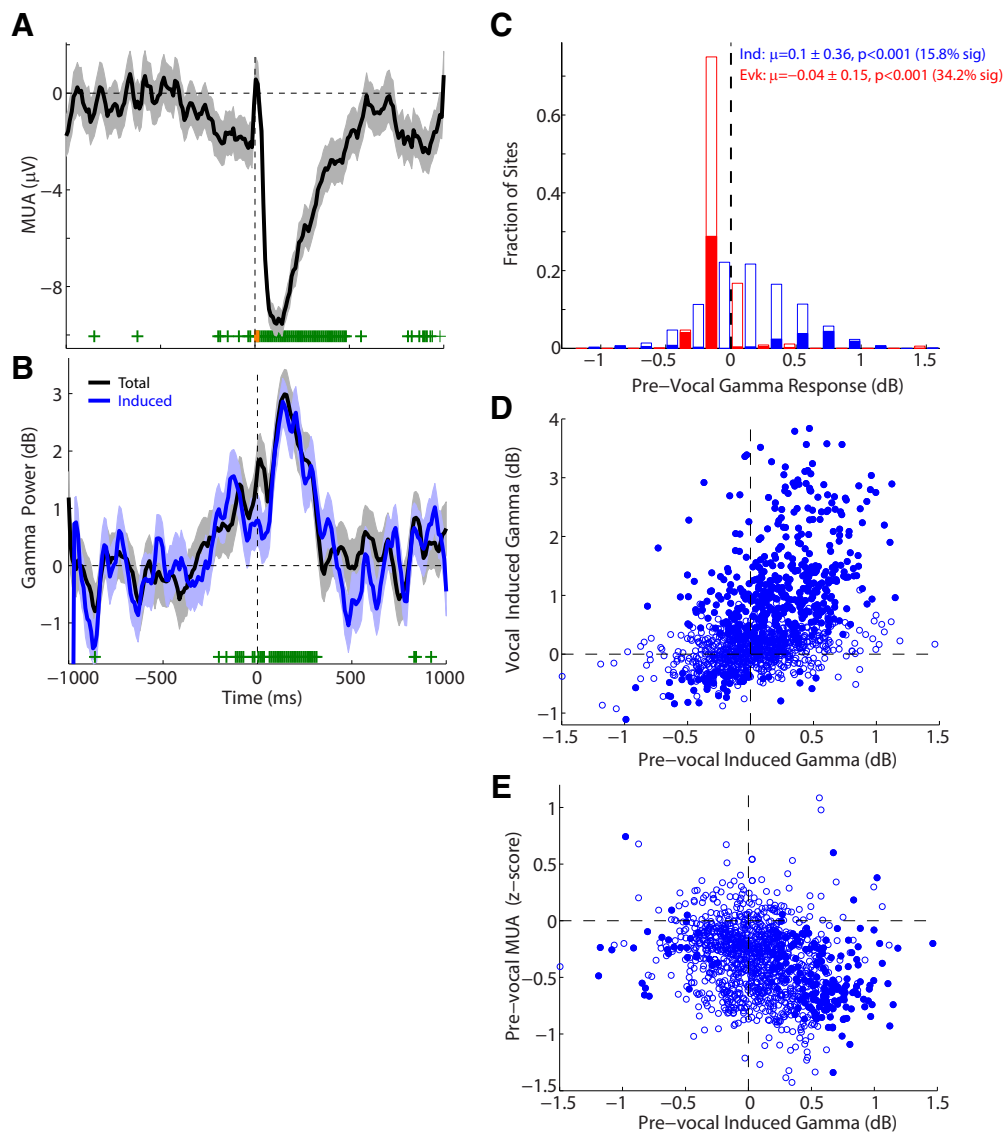 A
0
−4
−8
MUA (µV)
B
Total
Induced
3
2
1
0
−1
Gamma Power (dB)
−1000
−500
0
500
1000
Time (ms)
C
Ind: µ=0.1 ± 0.36, p<0.001 (15.8% sig)
Evk: µ=−0.04 ± 0.15, p<0.001 (34.2% sig)
0.6
0.4
0.2
0
Fraction of Sites
−1
−0.5
0
0.5
1
1.5
Pre−Vocal Gamma Response (dB)
D
4
3
2
1
0
−1
Vocal Induced Gamma (dB)
−1.5
−1
−0.5
0
0.5
1
1.5
Pre−vocal Induced Gamma (dB)
E
1
0.5
0
−0.5
−1
−1.5
Pre−vocal MUA (z−score)
−1.5
−1
−0.5
0
0.5
1
1.5
Pre−vocal Induced Gamma (dB)